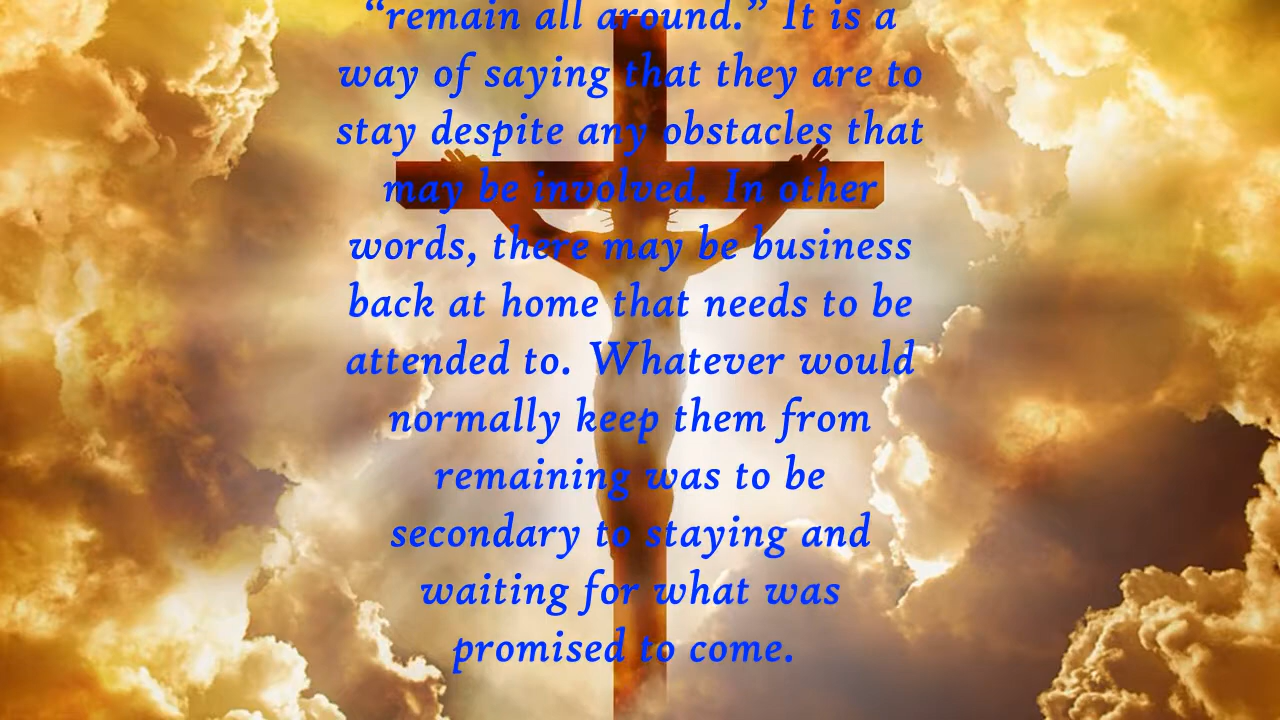 “remain all around.” It is a
way of saying that they are to
stay despite any obstacles that
may be involved. In other
words, there may be business
back at home that needs to be
attended to. Whatever would
normally keep them from
remaining was to be
secondary to staying and
waiting for what was
promised to come.